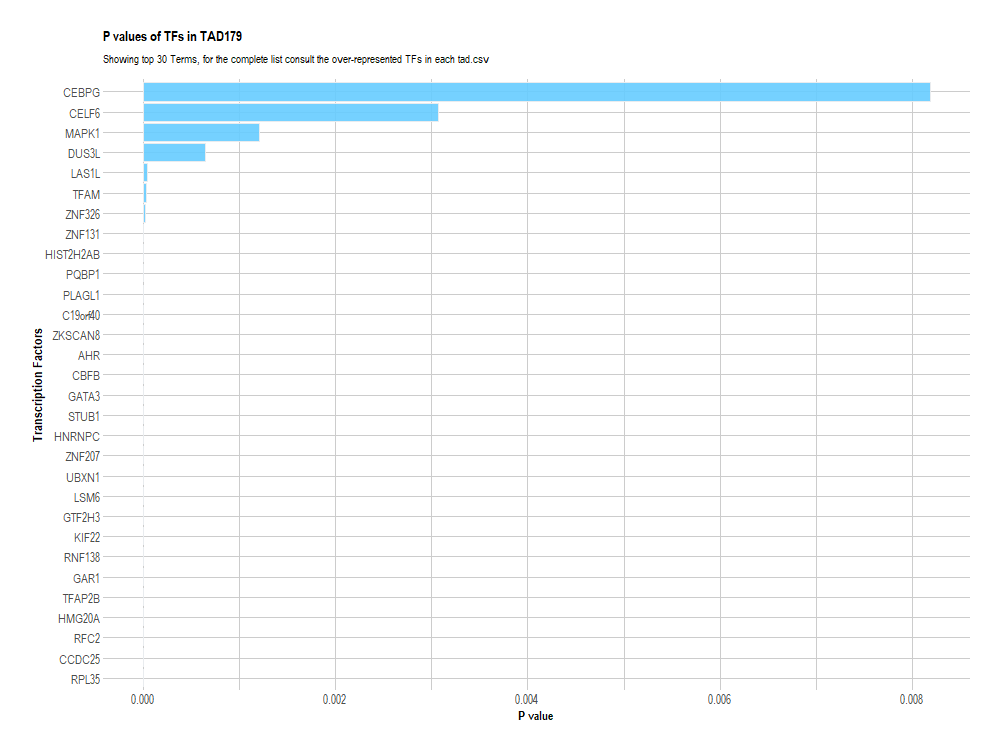 P values of TFs in TAD179
Showing top 30 Terms, for the complete list consult the over-represented TFs in each tad.csv
CEBPG
CELF6
MAPK1
DUS3L
LAS1L
TFAM
ZNF326
ZNF131
HIST2H2AB
PQBP1
PLAGL1
C19orf40
ZKSCAN8
AHR
CBFB
GATA3
STUB1
HNRNPC
ZNF207
UBXN1
LSM6
GTF2H3
KIF22
RNF138
GAR1
TFAP2B
HMG20A
RFC2
CCDC25
RPL35
Transcription Factors
0.000 0.002 0.004 0.006 0.008
P value